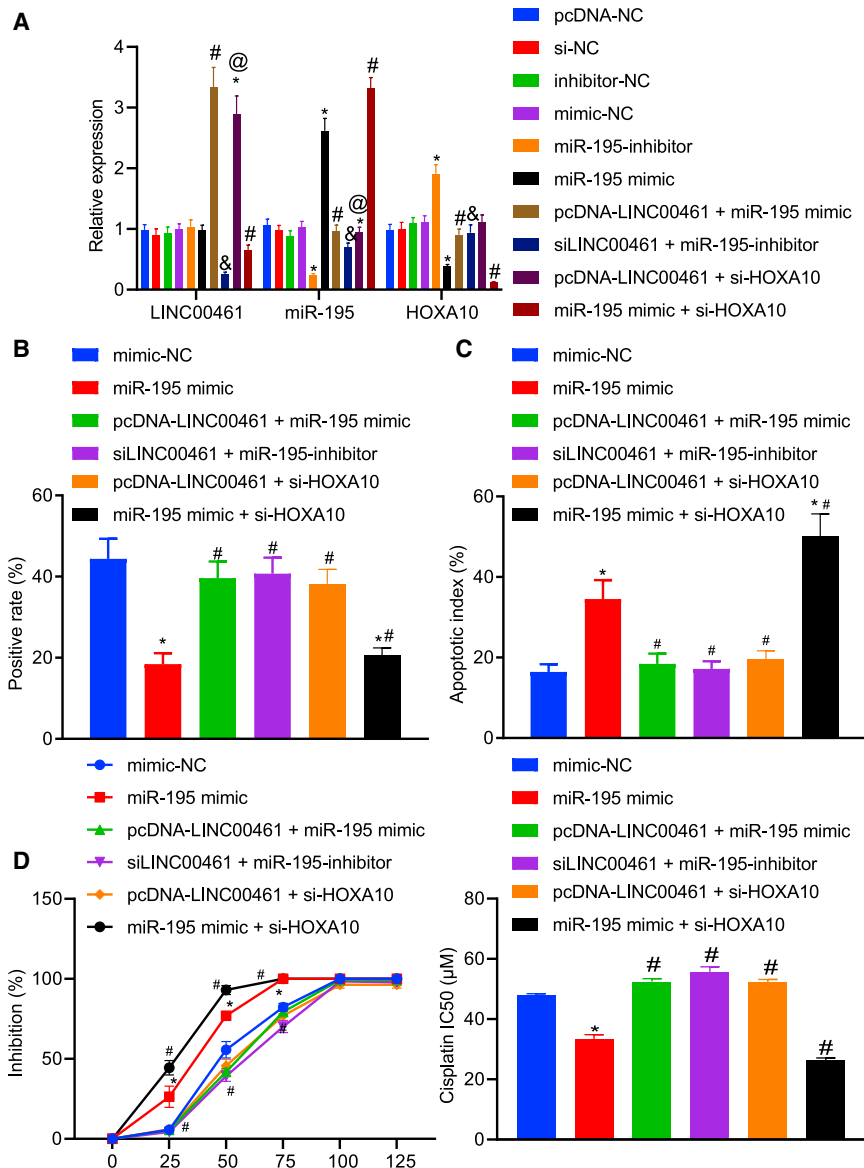 A
pcDNA-NC
si-NC
inhibitor-NC
mimic-NC
miR-195-inhibitor
miR-195 mimic
pcDNA-LINC00461 + miR-195 mimic
siLINC00461 + miR-195-inhibitor
pcDNA-LINC00461 + si-HOXA10
miR-195 mimic + si-HOXA10
Relative expression
4
3
2
1
0
# & @ * #
* * # & @ * #
* * # & #
LINC00461 miR-195 HOXA10
B
mimic-NC
miR-195 mimic
pcDNA-LINC00461 + miR-195 mimic
siLINC00461 + miR-195-inhibitor
pcDNA-LINC00461 + si-HOXA10
miR-195 mimic + si-HOXA10
Positive rate (%)
60
40
20
0
* # # # *#
C
mimic-NC
miR-195 mimic
pcDNA-LINC00461 + miR-195 mimic
siLINC00461 + miR-195-inhibitor
pcDNA-LINC00461 + si-HOXA10
miR-195 mimic + si-HOXA10
Apoptotic index (%)
60
40
20
0
* # # # *#
D
mimic-NC
miR-195 mimic
pcDNA-LINC00461 + miR-195 mimic
siLINC00461 + miR-195-inhibitor
pcDNA-LINC00461 + si-HOXA10
miR-195 mimic + si-HOXA10
Inhibition (%)
150
100
50
0
# * # # * # # * #
0 25 50 75 100 125
mimic-NC
miR-195 mimic
pcDNA-LINC00461 + miR-195 mimic
siLINC00461 + miR-195-inhibitor
pcDNA-LINC00461 + si-HOXA10
miR-195 mimic + si-HOXA10
Cisplatin IC50 (μM)
80
60
40
20
0
* # # # #